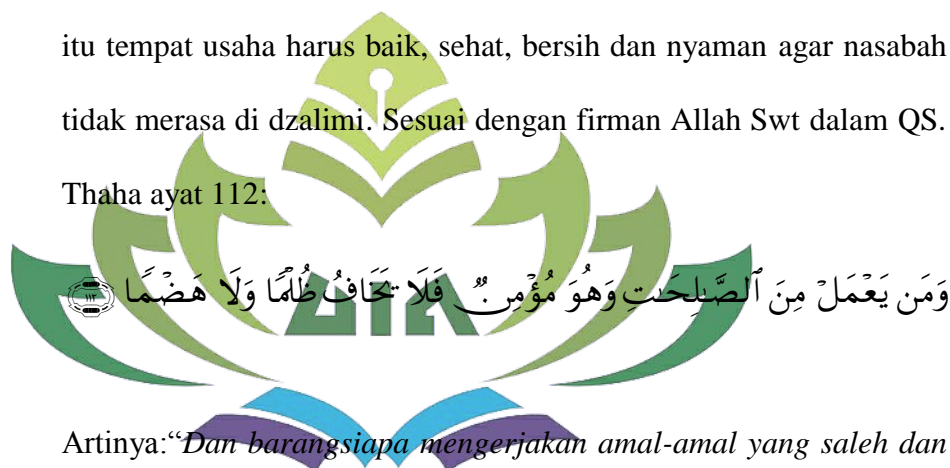 itu tempat usaha harus baik, sehat, bersih dan nyaman agar nasabah
tidak merasa di dzalimi. Sesuai dengan firman Allah Swt dalam QS.
Thaha ayat 112:
وَمَن يَعْمَلْ مِنَ ٱلصَّـٰلِحَـٰتِ وَهُوَ مُؤْمِنٌۭ فَلَا تَخَافُ ظُلْمًۭا وَلَا هَضْمًۭا ١١٢
Artinya:“Dan barangsiapa mengerjakan amal-amal yang saleh dan